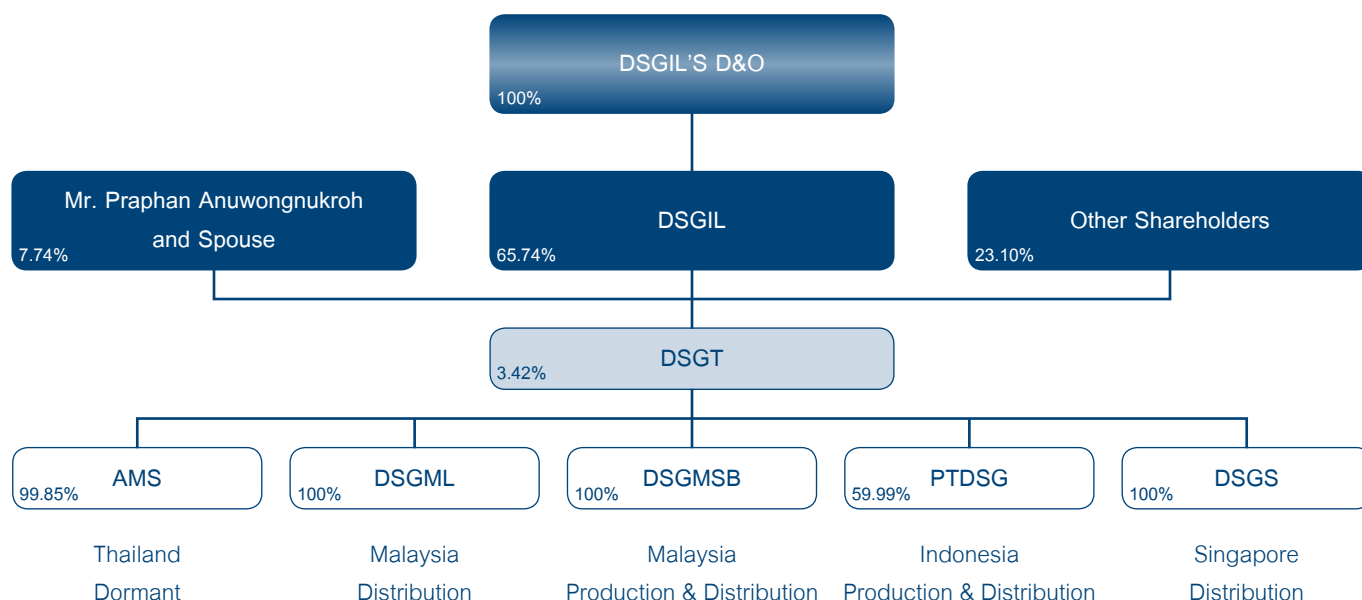 DSGIL'S D&O
100%
Mr. Praphan Anuwongnukroh
and Spouse
7.74%
DSGIL
65.74%
Other Shareholders
23.10%
DSGT
3.42%
AMS
99.85%
DSGML
100%
DSGMSB
100%
PTDSG
59.99%
DSGS
100%
Thailand
Dormant
Malaysia
Distribution
Malaysia
Production & Distribution
Indonesia
Production & Distribution
Singapore
Distribution